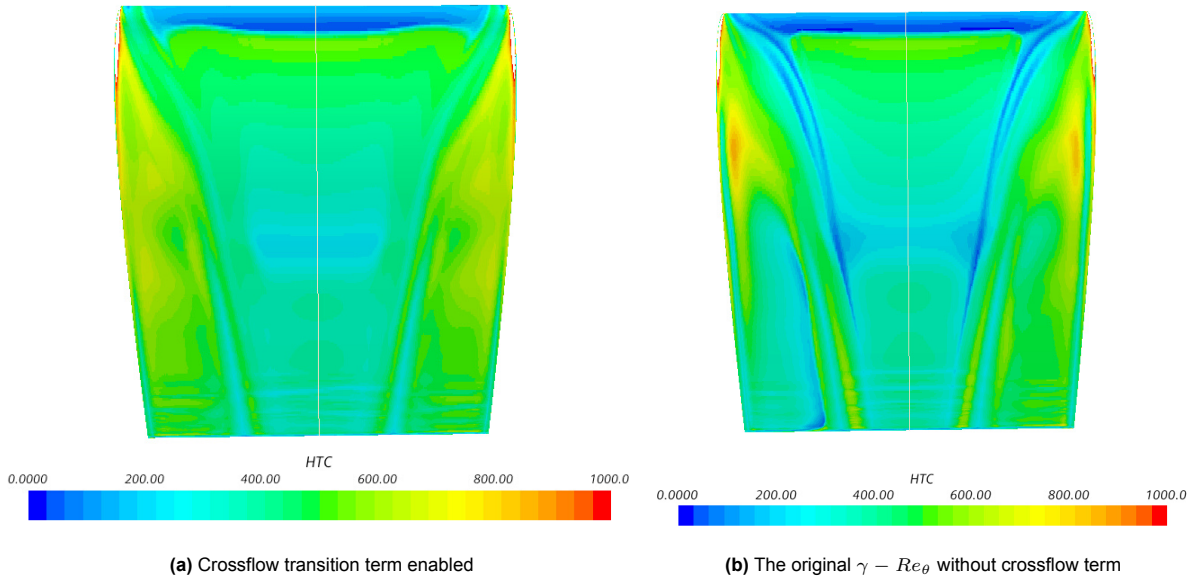 HTC
0.0000 200.00 400.00 600.00 800.00 1000.0
(a) Crossflow transition term enabled
HTC
0.0000 200.00 400.00 600.00 800.00 1000.0
(b) The original γ − Reθ without crossflow term